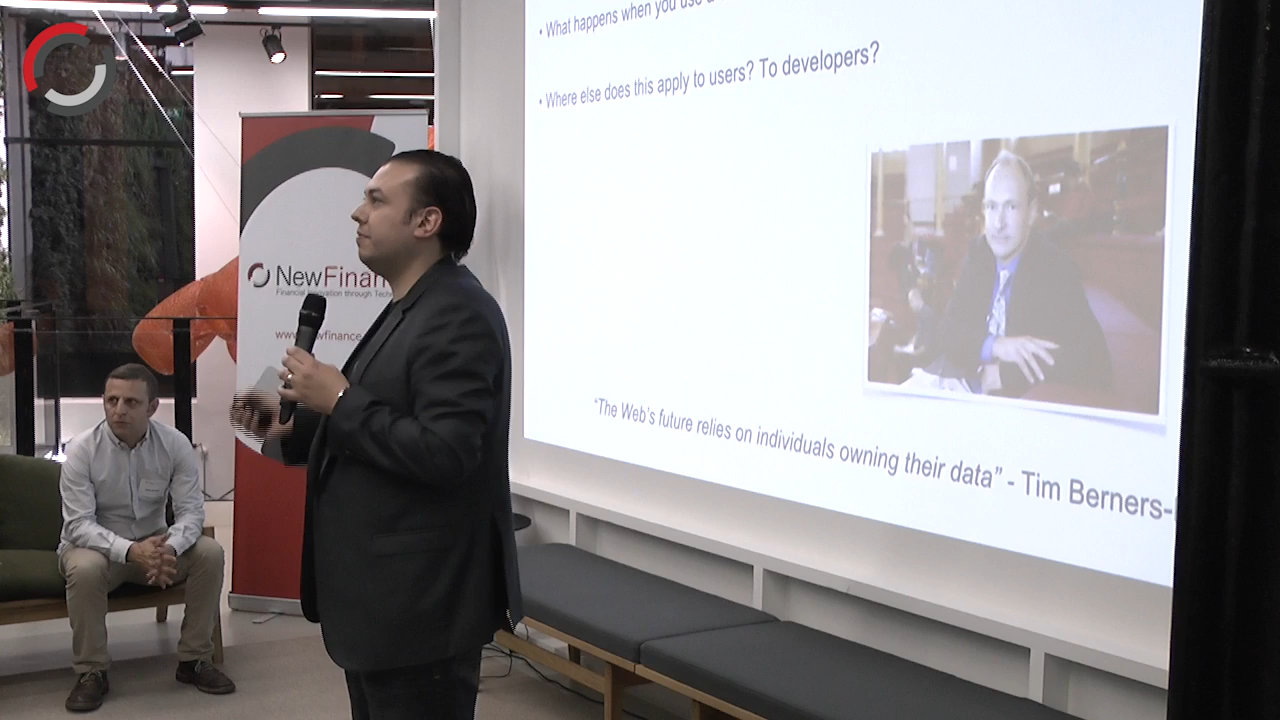 • What happens when you use
• Where else does this apply to users? To developers?
NewFinan
Financial Innovation through Tech
www. wfinance.
“The Web’s future relies on individuals owning their data” - Tim Berners-